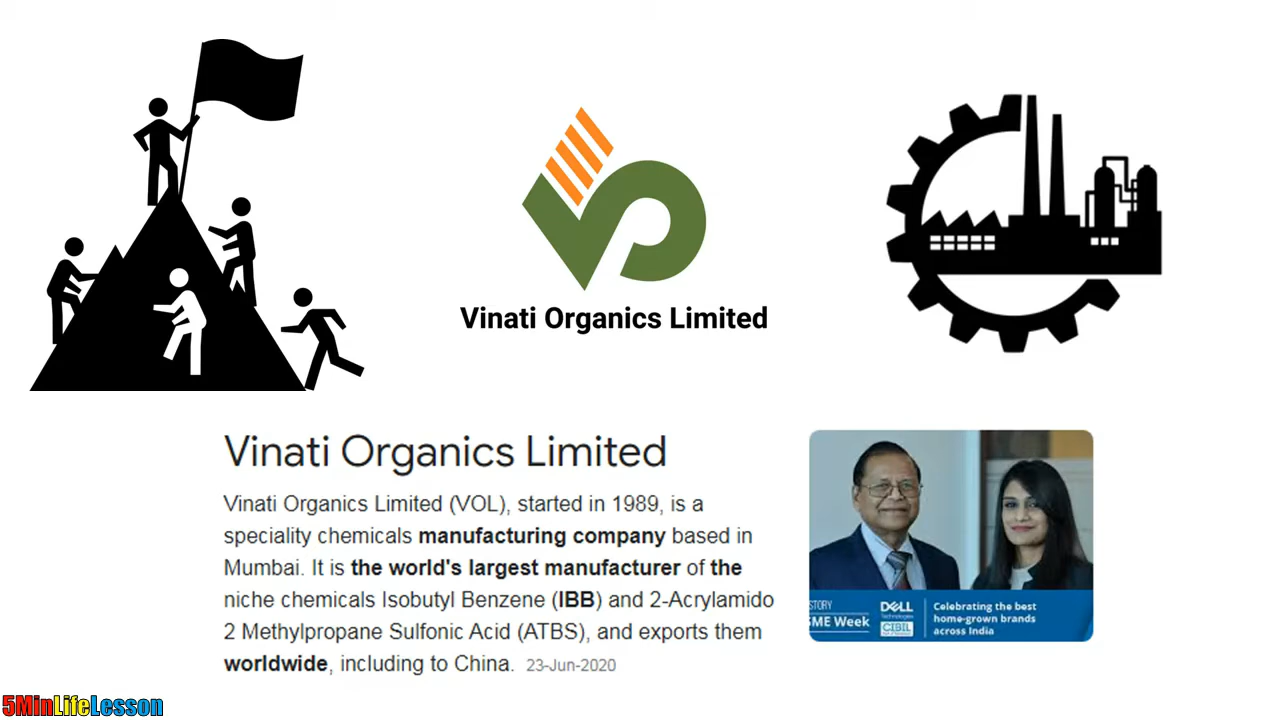 Vinati Organics Limited
Vinati Organics Limited
Vinati Organics Limited (VOL), started in 1989, is a
speciality chemicals manufacturing company based in
Mumbai. It is the world's largest manufacturer of the
niche chemicals Isobutyl Benzene (IBB) and 2-Acrylamido
2 Methylpropane Sulfonic Acid (ATBS), and exports them
worldwide, including to China. 23-Jun-2020
STORY
SME Week
DELL
Technologies
CIBIL
Celebrating the best
home-grown brands
across India
5MinLifeLesson